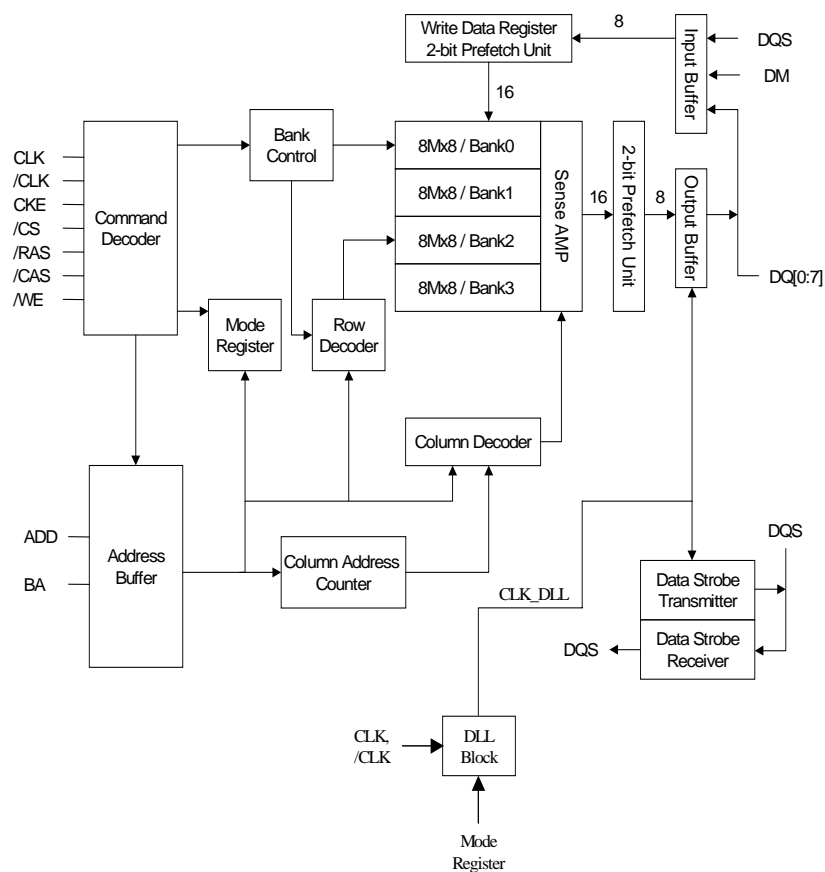 Write Data Register
2-bit Prefetch Unit
8
Input Buffer
DQS
DM
16
Bank
Control
8Mx8 / Bank0
8Mx8 / Bank1
8Mx8 / Bank2
8Mx8 / Bank3
Sense AMP
16
2-bit Prefetch Unit
8
Output Buffer
DQ[0:7]
CLK
/CLK
CKE
/CS
/RAS
/CAS
/WE
Command
Decoder
Mode
Register
Row
Decoder
Column Decoder
ADD
BA
Address
Buffer
Column Address
Counter
CLK_DLL
DQS
Data Strobe
Transmitter
Data Strobe
Receiver
DQS
CLK,
/CLK
DLL
Block
Mode
Register